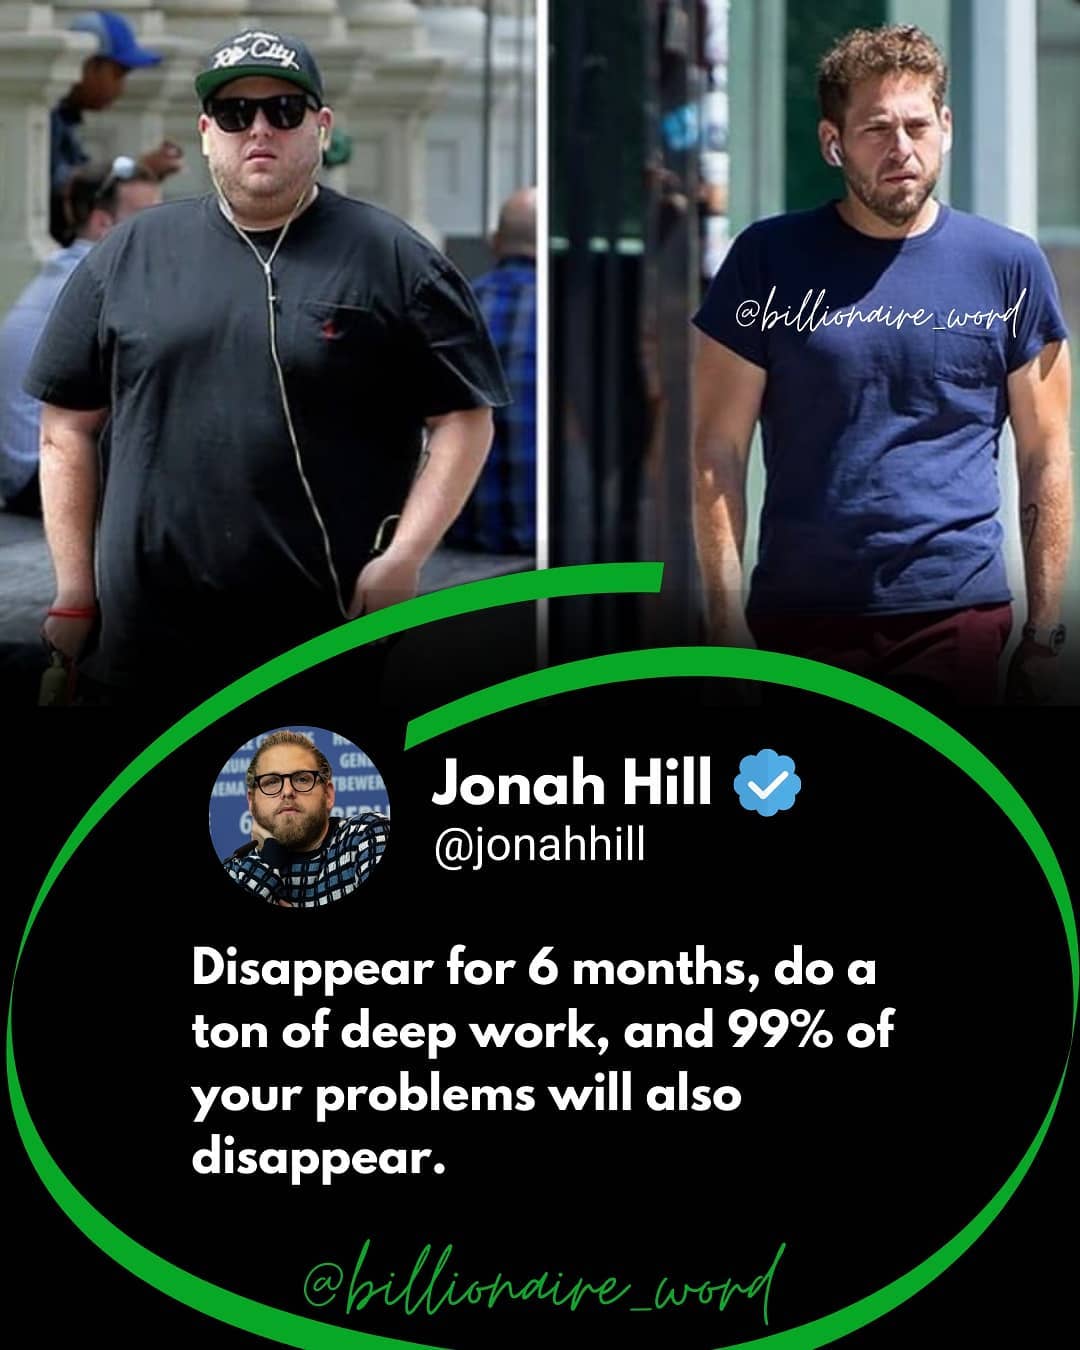 Rip City
@billionaire_word
Jonah Hill
@jonahhill
Disappear for 6 months, do a
ton of deep work, and 99% of
your problems will also
disappear.
@billionaire_word